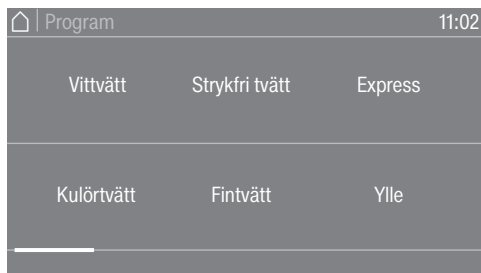 Program 11:02
Vittvätt Strykfri tvätt Express
Kulörtvätt Fintvätt Ylle